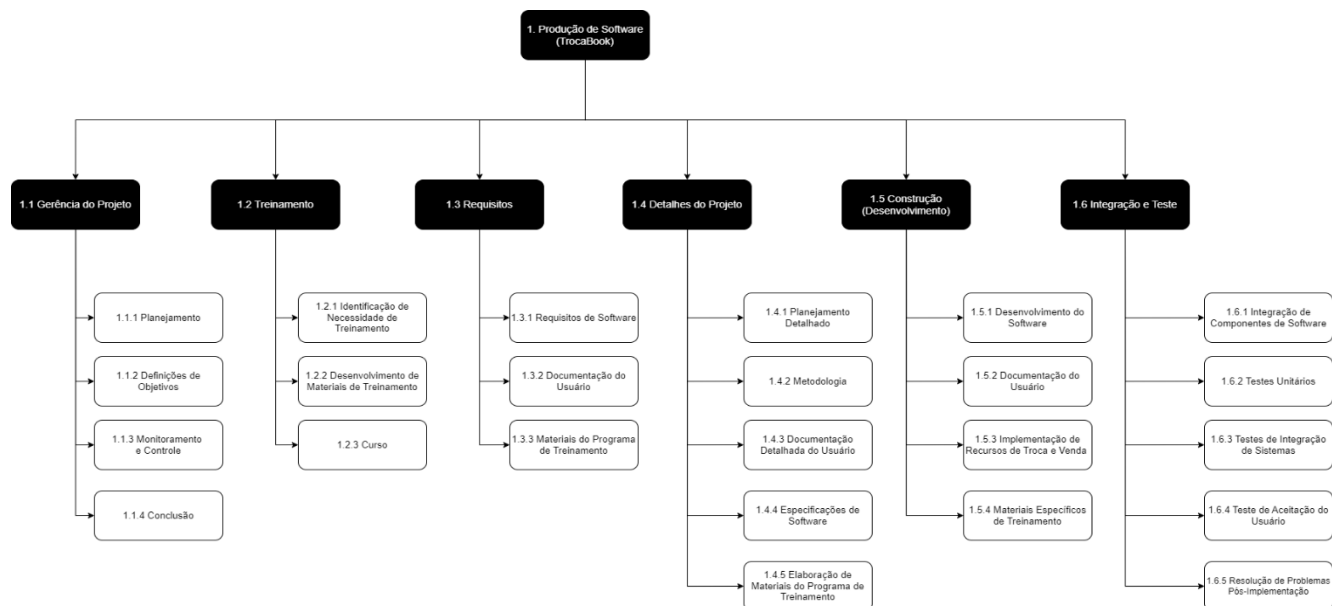 1. Produção de Software
(TrocaBook)
1.1 Gerência do Projeto
1.2 Treinamento
1.3 Requisitos
1.4 Detalhes do Projeto
1.5 Construção
(Desenvolvimento)
1.6 Integração e Teste
1.1.1 Planejamento
1.1.2 Definições de
Objetivos
1.1.3 Monitoramento
e Controle
1.1.4 Conclusão
1.2.1 Identificação de
Necessidade de
Treinamento
1.2.2 Desenvolvimento de
Materiais de Treinamento
1.2.3 Curso
1.3.1 Requisitos de Software
1.3.2 Documentação do
Usuário
1.3.3 Materiais do Programa
de Treinamento
1.4.1 Planejamento
Detalhado
1.4.2 Metodologia
1.4.3 Documentação
Detalhada do Usuário
1.4.4 Especificações de
Software
1.4.5 Elaboração de
Materiais do Programa de
Treinamento
1.5.1 Desenvolvimento do
Software
1.5.2 Documentação do
Usuário
1.5.3 Implementação de
Recursos de Troca e Venda
1.5.4 Materiais Específicos
de Treinamento
1.6.1 Integração de
Componentes de Software
1.6.2 Testes Unitários
1.6.3 Testes de Integração
de Sistemas
1.6.4 Teste de Aceitação do
Usuário
1.6.5 Resolução de Problemas
Pós-Implementação